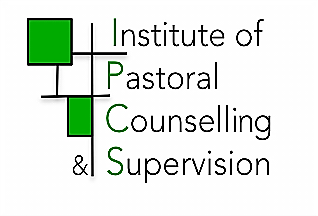 Institute of
Pastoral
Counselling
& Supervision